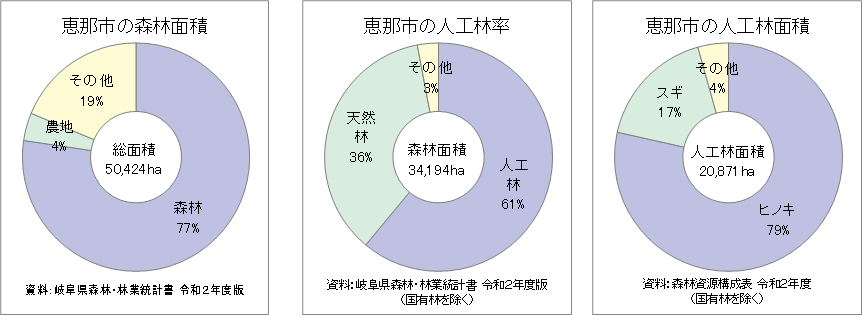 恵那市の森林面積
その他
19%
農地
4%
総面積
50,424ha
森林
77%
資料：岐阜県森林・林業統計書 令和２年度版
恵那市の人工林率
その他
3%
天然
林
36%
森林面積
34,194ha
人工
林
61%
資料：岐阜県森林・林業統計書 令和２年度版
（国有林を除く）
恵那市の人工林面積
その他
4%
スギ
17%
人工林面積
20,871ha
ヒノキ
79%
資料：森林資源構成表 令和２年度
（国有林を除く）